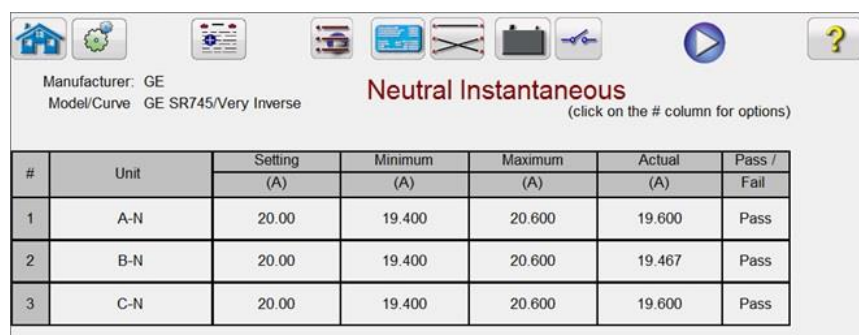 Manufacturer: GE
Model/Curve GE SR745/Very Inverse
Neutral Instantaneous
(click on the # column for options)
# Unit Setting Minimum Maximum Actual Pass /
(A) (A) (A) (A) Fail
1 A-N 20.00 19.400 20.600 19.600 Pass
2 B-N 20.00 19.400 20.600 19.467 Pass
3 C-N 20.00 19.400 20.600 19.600 Pass